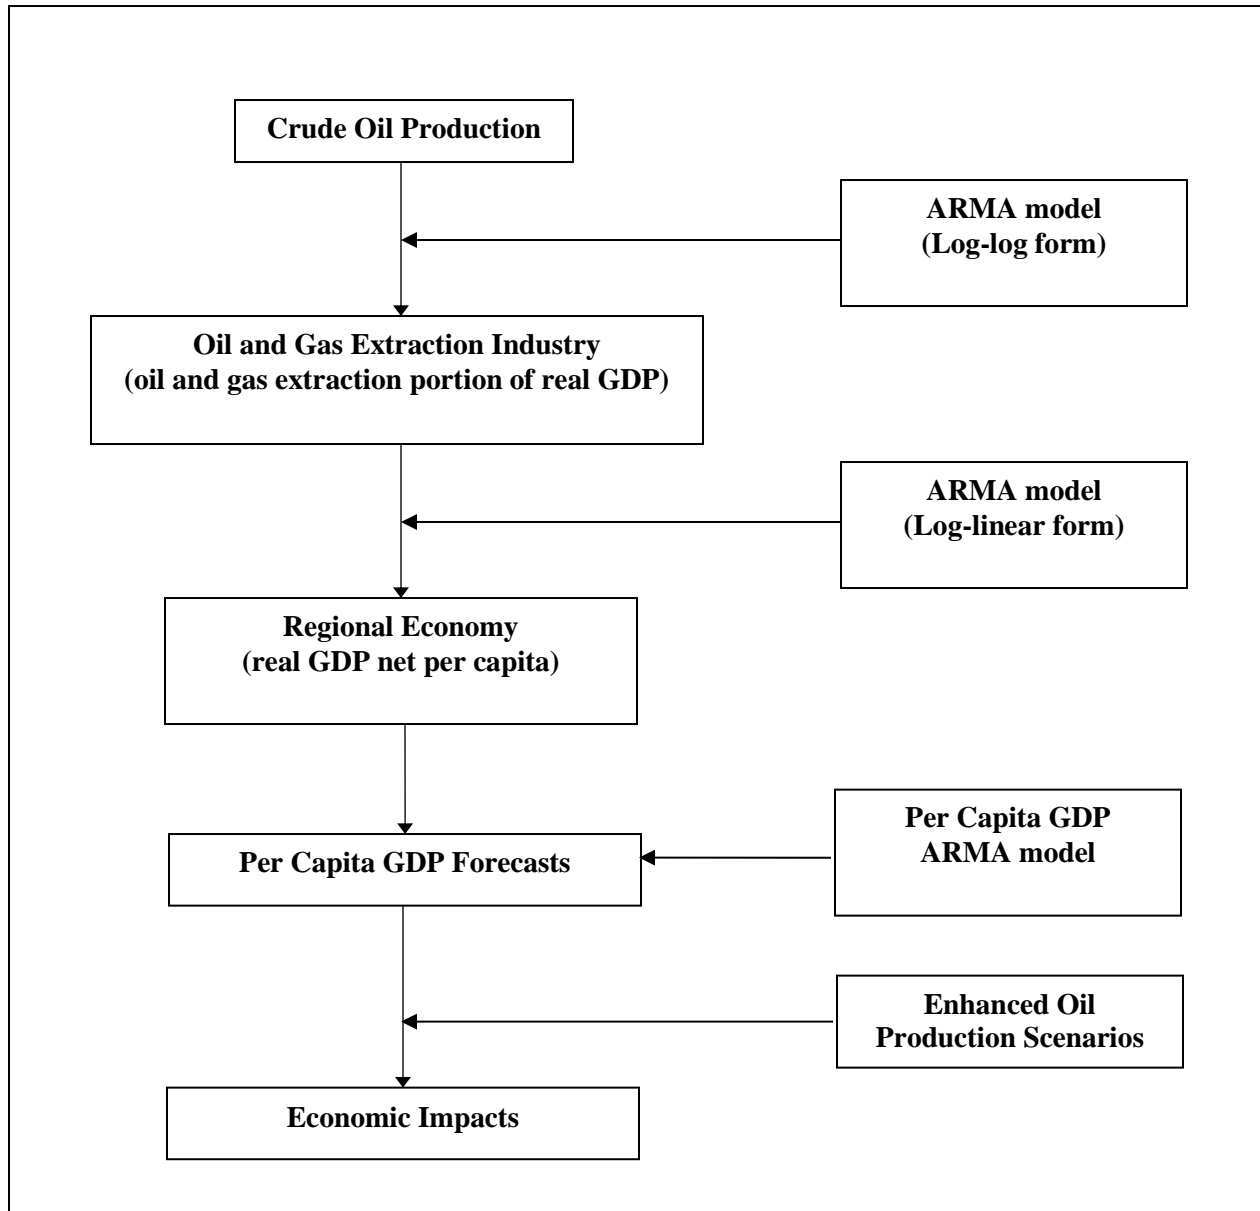 Crude Oil Production
ARMA model
(Log-log form)
Oil and Gas Extraction Industry
(oil and gas extraction portion of real GDP)
ARMA model
(Log-linear form)
Regional Economy
(real GDP net per capita)
Per Capita GDP
ARMA model
Per Capita GDP Forecasts
Enhanced Oil
Production Scenarios
Economic Impacts